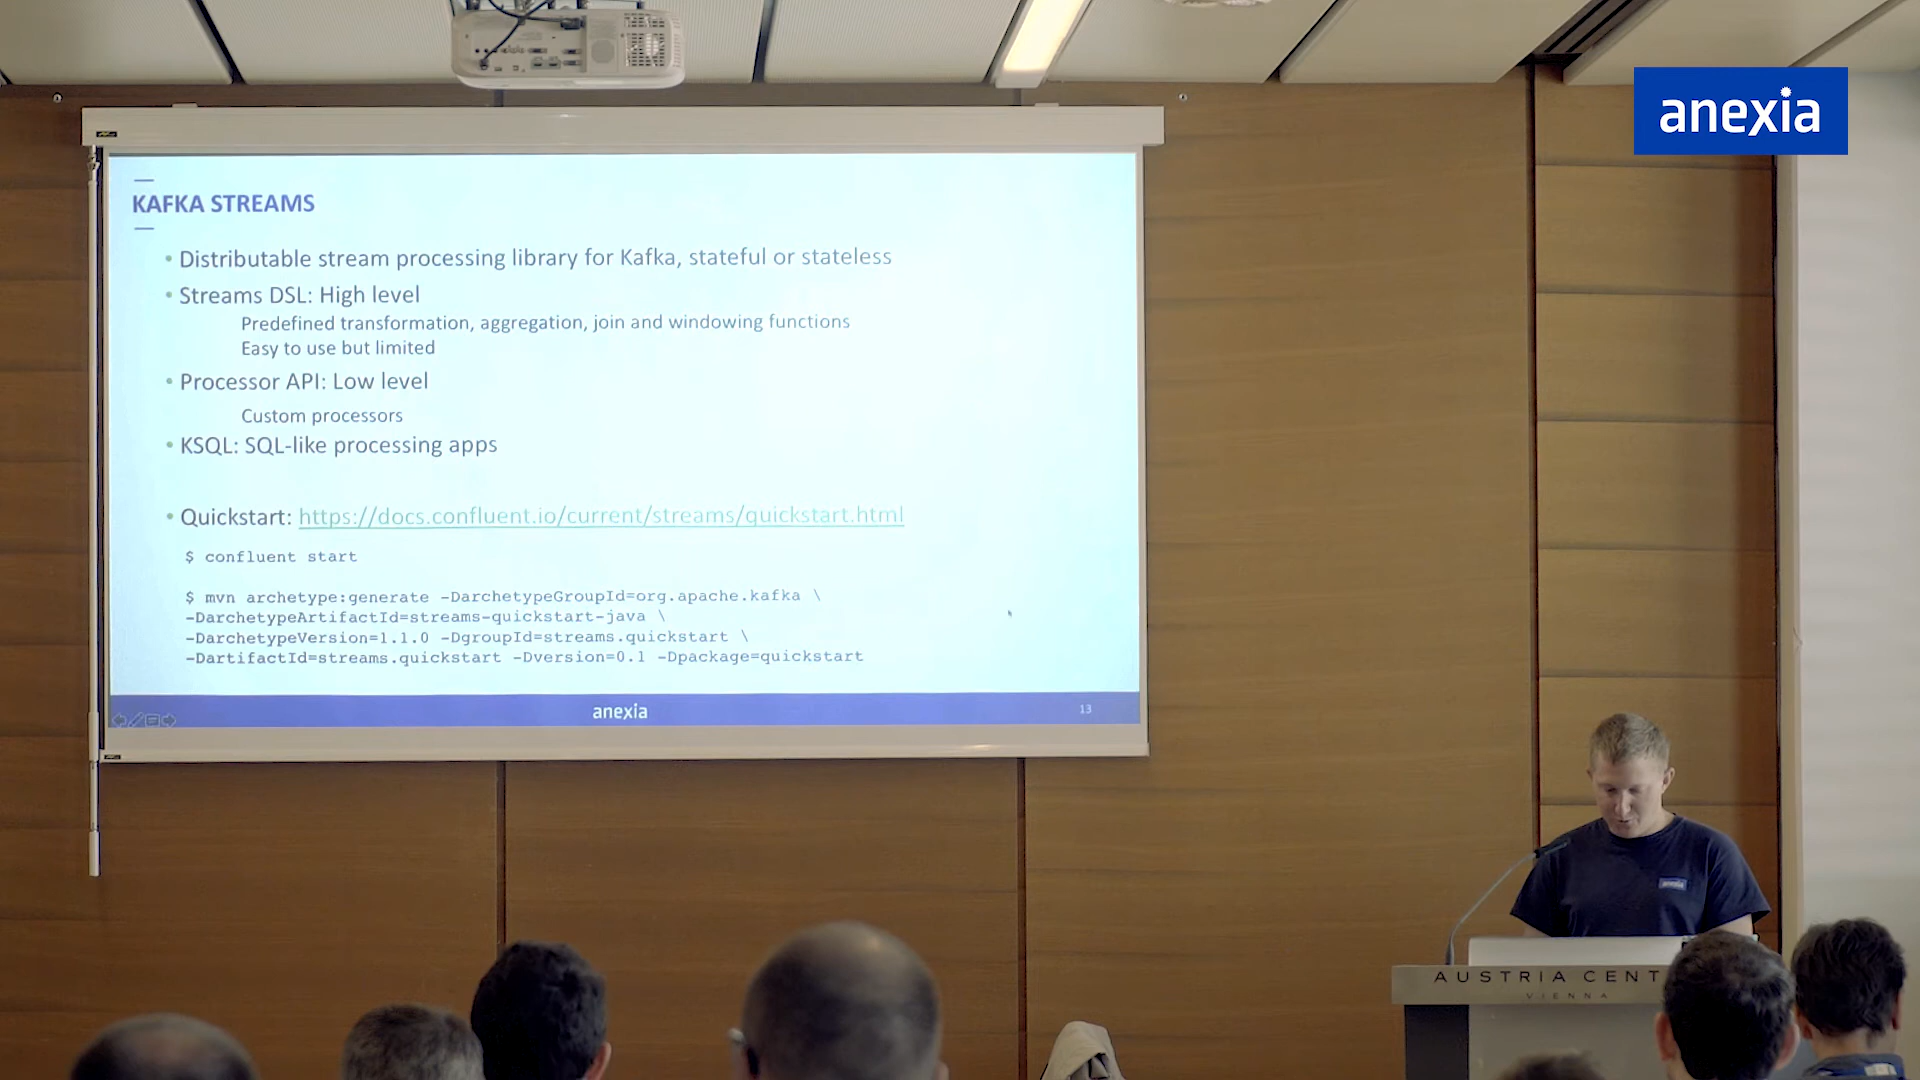 anexia
KAFKA STREAMS
• Distributable stream processing library for Kafka, stateful or stateless
• Streams DSL: High level
Predefined transformation, aggregation, join and windowing functions
Easy to use but limited
• Processor API: Low level
Custom processors
• KSQL: SQL-like processing apps
• Quickstart: https://docs.confluent.io/current/streams/quickstart.html
$ confluent start
$ mvn archetype:generate -DarchetypeGroupId=org.apache.kafka \
-DarchetypeArtifactId=streams-quickstart-java \
-DarchetypeVersion=1.1.0 -DgroupId=streams.quickstart \
-DartifactId=streams.quickstart -Dversion=0.1 -Dpackage=quickstart
anexia
13
anexia
AUSTRIA CENT
VIENNA